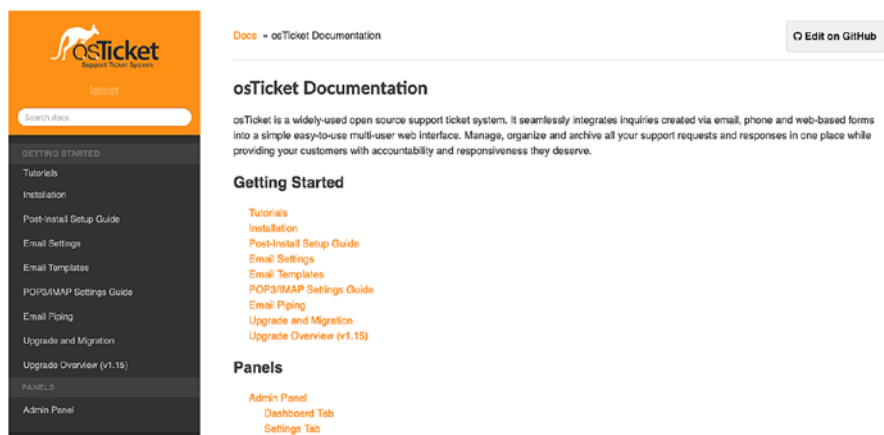 osTicket
Support Ticket System
latest
Search docs
GETTING STARTED
Tutorials
Installation
Post-Install Setup Guide
Email Settings
Email Templates
POP3/IMAP Settings Guide
Email Piping
Upgrade and Migration
Upgrade Overview (v1.15)
PANELS
Admin Panel
Docs » osTicket Documentation
Edit on GitHub
osTicket Documentation
osTicket is a widely-used open source support ticket system. It seamlessly integrates inquiries created via email, phone and web-based forms
into a simple easy-to-use multi-user web interface. Manage, organize and archive all your support requests and responses in one place while
providing your customers with accountability and responsiveness they deserve.
Getting Started
Tutorials
Installation
Post-Install Setup Guide
Email Settings
Email Templates
POP3/IMAP Settings Guide
Email Piping
Upgrade and Migration
Upgrade Overview (v1.15)
Panels
Admin Panel
Dashboard Tab
Settings Tab